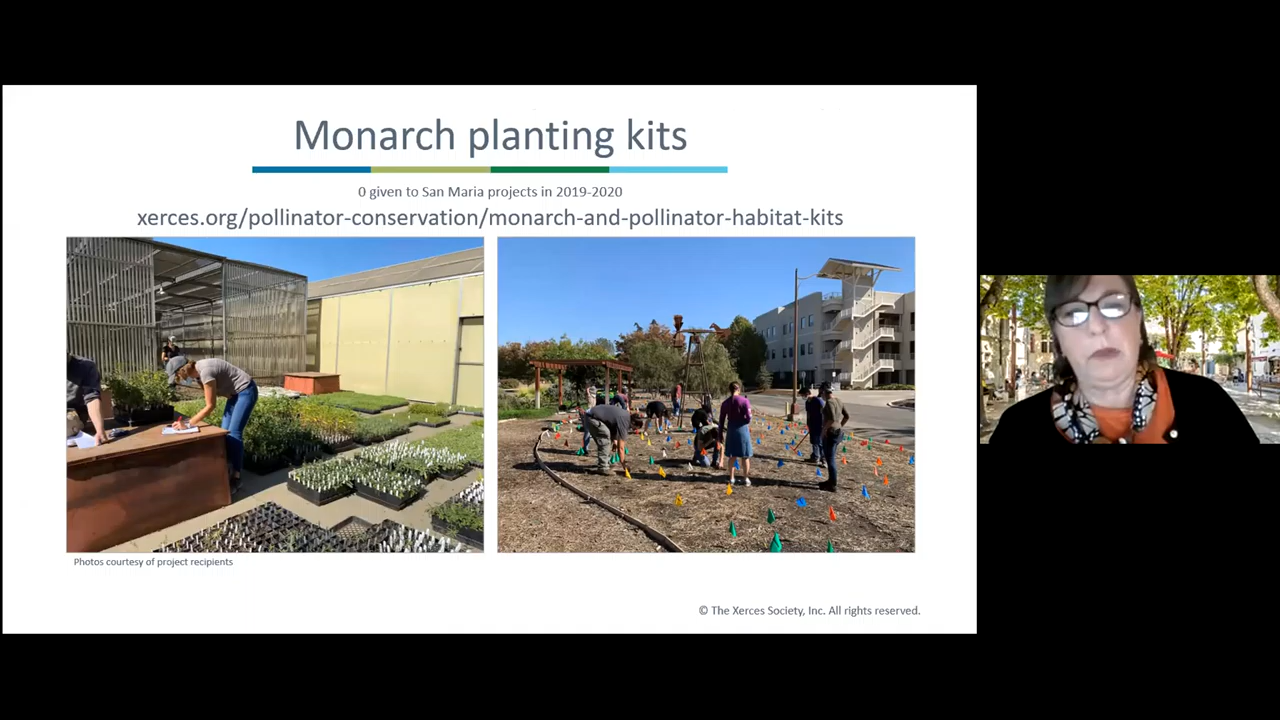 Monarch planting kits
0 given to San Maria projects in 2019-2020
xerces.org/pollinator-conservation/monarch-and-pollinator-habitat-kits
Photos courtesy of project recipients
© The Xerces Society, Inc. All rights reserved.